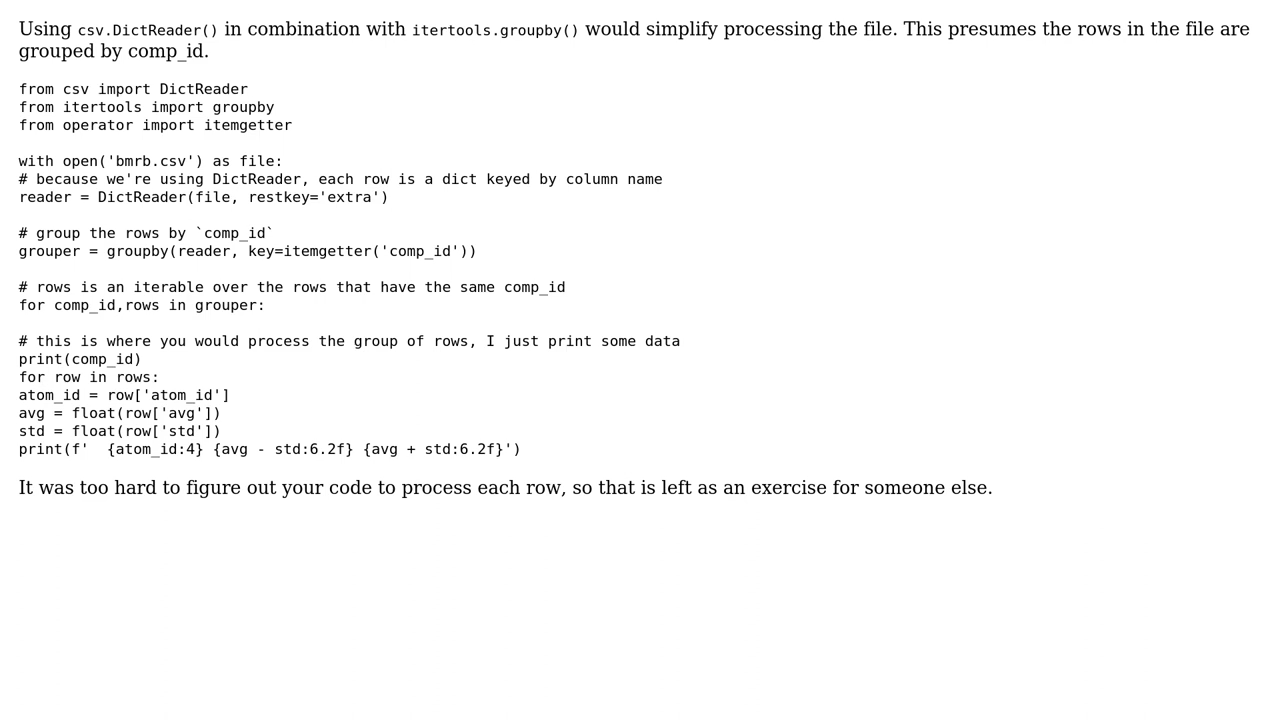 Using csv.DictReader() in combination with itertools.groupby() would simplify processing the file. This presumes the rows in the file are
grouped by comp_id.
from csv import DictReader
from itertools import groupby
from operator import itemgetter
with open('bmrb.csv') as file:
# because we're using DictReader, each row is a dict keyed by column name
reader = DictReader(file, restkey='extra')
# group the rows by `comp_id`
grouper = groupby(reader, key=itemgetter('comp_id'))
# rows is an iterable over the rows that have the same comp_id
for comp_id,rows in grouper:
# this is where you would process the group of rows, I just print some data
print(comp_id)
for row in rows:
atom_id = row['atom_id']
avg = float(row['avg'])
std = float(row['std'])
print(f'  {atom_id:4} {avg - std:6.2f} {avg + std:6.2f}')
It was too hard to figure out your code to process each row, so that is left as an exercise for someone else.